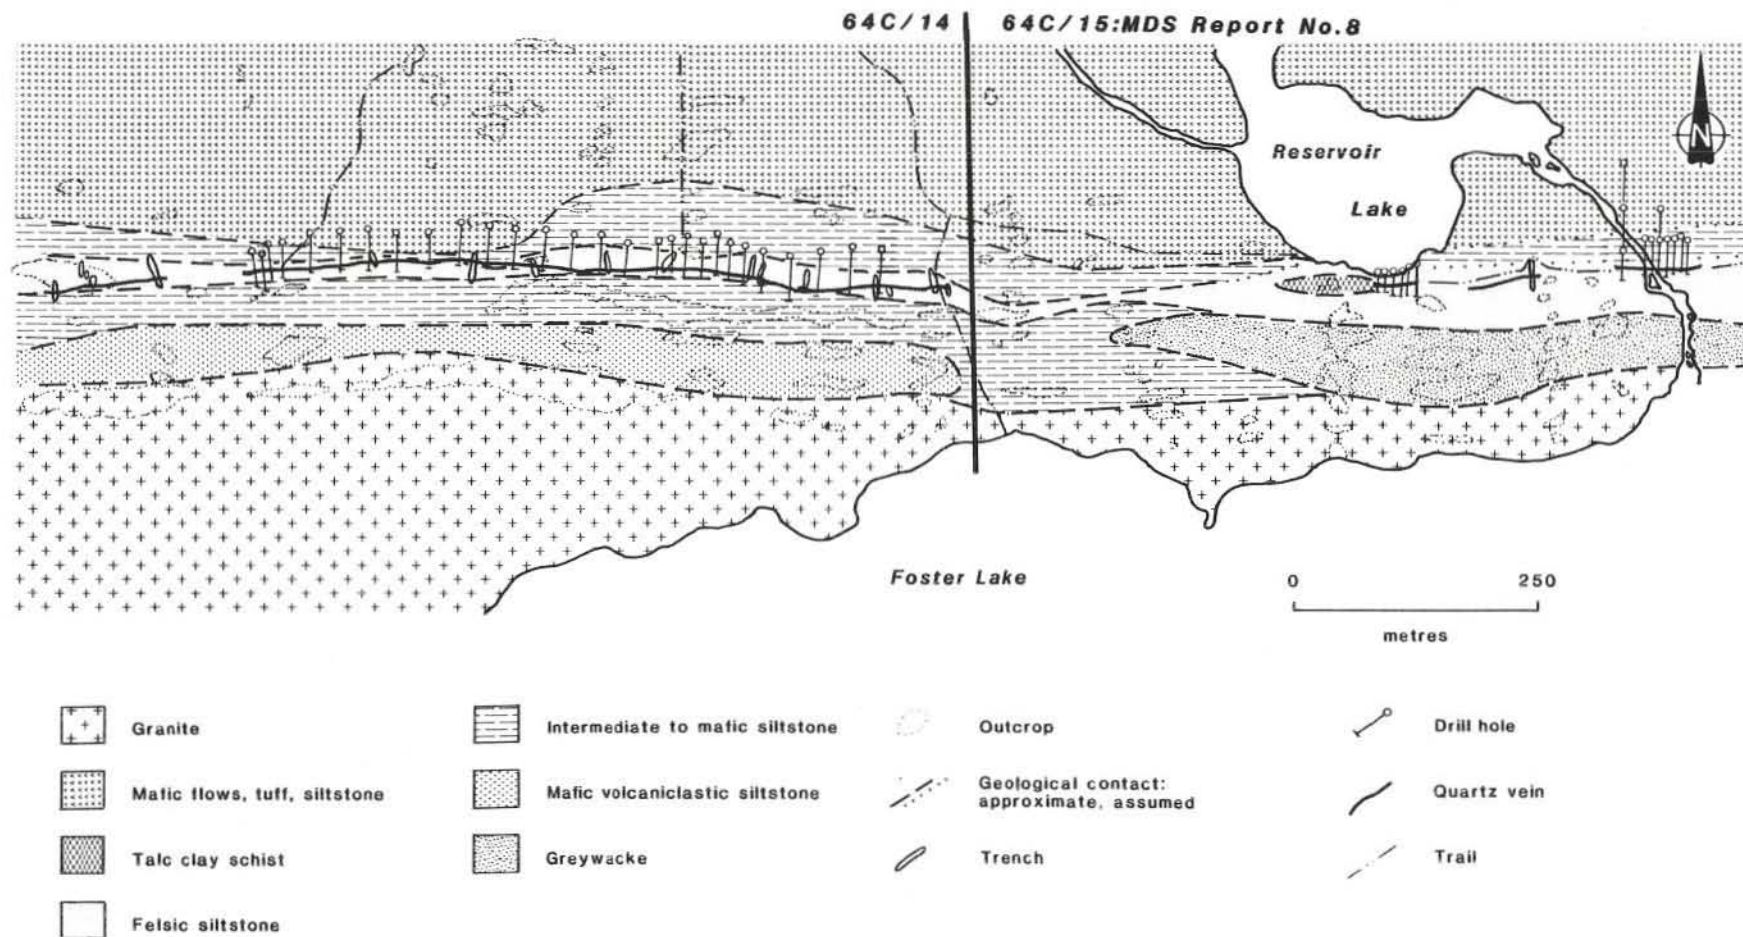 64C/14
64C/15:MDS Report No.8
N
Reservoir
Lake
Foster Lake
0 250
metres
Granite
Mafic flows, tuff, siltstone
Talc clay schist
Felsic siltstone
Intermediate to mafic siltstone
Mafic volcaniclastic siltstone
Greywacke
Outcrop
Geological contact:
approximate, assumed
Trench
Drill hole
Quartz vein
Trail